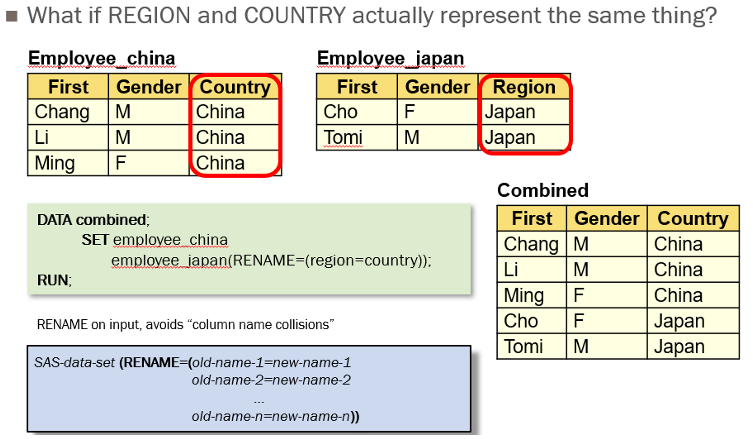 What if REGION and COUNTRY actually represent the same thing?
Employee_china
First Gender Country
Chang M China
Li M China
Ming F China
Employee_japan
First Gender Region
Cho F Japan
Tomi M Japan
DATA combined;
SET employee_china
employee_japan(RENAME=(region=country));
RUN;
RENAME on input, avoids “column name collisions”
SAS-data-set (RENAME=(old-name-1=new-name-1
old-name-2=new-name-2
...
old-name-n=new-name-n))
Combined
First Gender Country
Chang M China
Li M China
Ming F China
Cho F Japan
Tomi M Japan